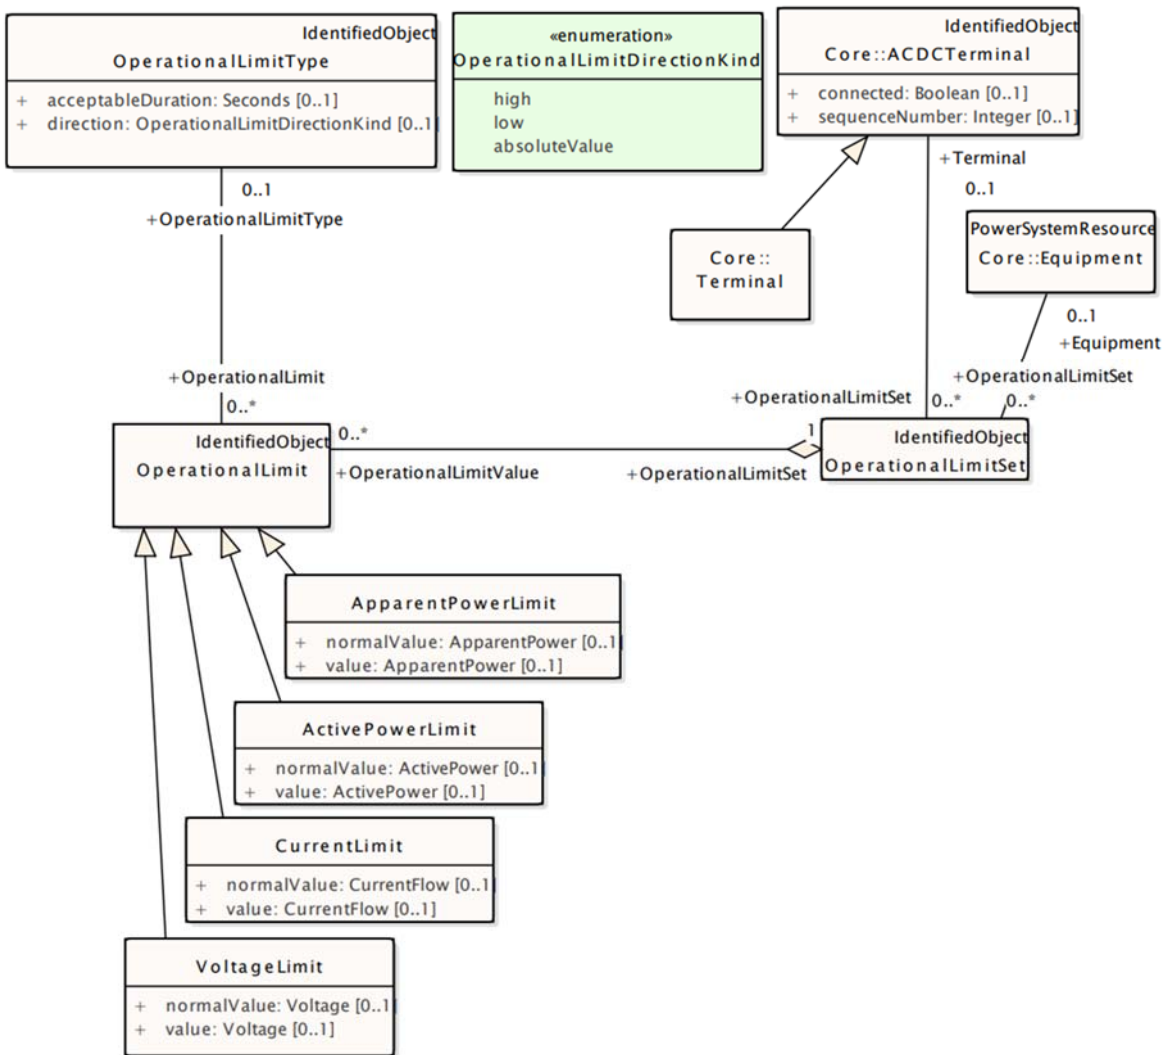 IdentifiedObject
OperationalLimitType
+ acceptableDuration: Seconds [0..1]
+ direction: OperationalLimitDirectionKind [0..1]
«enumeration»
OperationalLimitDirectionKind
high
low
absoluteValue
IdentifiedObject
Core::ACDCTerminal
+ connected: Boolean [0..1]
+ sequenceNumber: Integer [0..1]
+Terminal
0..1
0..1
+OperationalLimitType
Core::
Terminal
PowerSystemResource
Core::Equipment
0..1
+Equipment
+OperationalLimit
0..*
+OperationalLimitSet
0..*
+OperationalLimitSet
0..*
IdentifiedObject
OperationalLimit
0..*
+OperationalLimitValue
1
+OperationalLimitSet
IdentifiedObject
OperationalLimitSet
ApparentPowerLimit
+ normalValue: ApparentPower [0..1]
+ value: ApparentPower [0..1]
ActivePowerLimit
+ normalValue: ActivePower [0..1]
+ value: ActivePower [0..1]
CurrentLimit
+ normalValue: CurrentFlow [0..1]
+ value: CurrentFlow [0..1]
VoltageLimit
+ normalValue: Voltage [0..1]
+ value: Voltage [0..1]